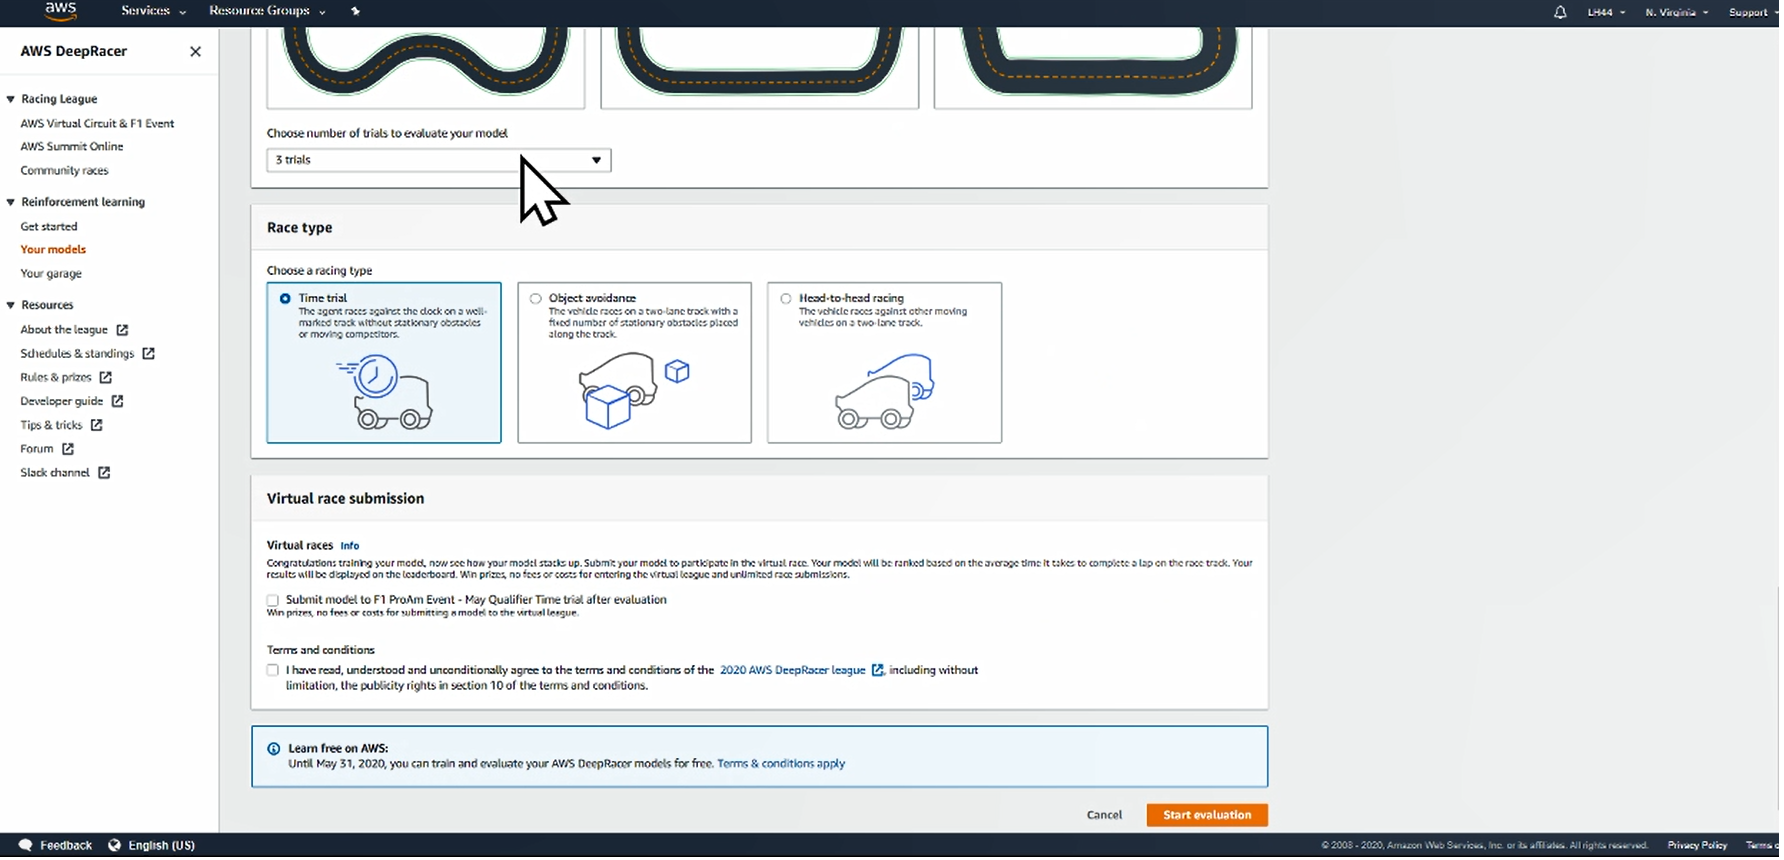 aws
Services
Resource Groups
LH44
N. Virginia
Support
AWS DeepRacer
Racing League
AWS Virtual Circuit & F1 Event
AWS Summit Online
Community races
Reinforcement learning
Get started
Your models
Your garage
Resources
About the league
Schedules & standings
Rules & prizes
Developer guide
Tips & tricks
Forum
Slack channel
Choose number of trials to evaluate your model
3 trials
Race type
Choose a racing type
Time trial
The agent races against the clock on a well-
marked track without stationary obstacles
or moving competitors.
Object avoidance
The vehicle races on a two-lane track with a
fixed number of stationary obstacles placed
along the track.
Head-to-head racing
The vehicle races against other moving
vehicles on a two-lane track.
Virtual race submission
Virtual races Info
Congratulations training your model, now see how your model stacks up. Submit your model to participate in the virtual race. Your model will be ranked based on the average time it takes to complete a lap on the race track. Your
results will be displayed on the leaderboard. Win prizes, no fees or costs for entering the virtual league and unlimited race submissions.
Submit model to F1 ProAm Event - May Qualifier Time trial after evaluation
Win prizes, no fees or costs for submitting a model to the virtual league.
Terms and conditions
I have read, understood and unconditionally agree to the terms and conditions of the 2020 AWS DeepRacer league , including without
limitation, the publicity rights in section 10 of the terms and conditions.
Learn free on AWS:
Until May 31, 2020, you can train and evaluate your AWS DeepRacer models for free. Terms & conditions apply
Cancel
Start evaluation
Feedback
English (US)
© 2008 - 2020, Amazon Web Services, Inc. or its affiliates. All rights reserved.
Privacy Policy
Terms